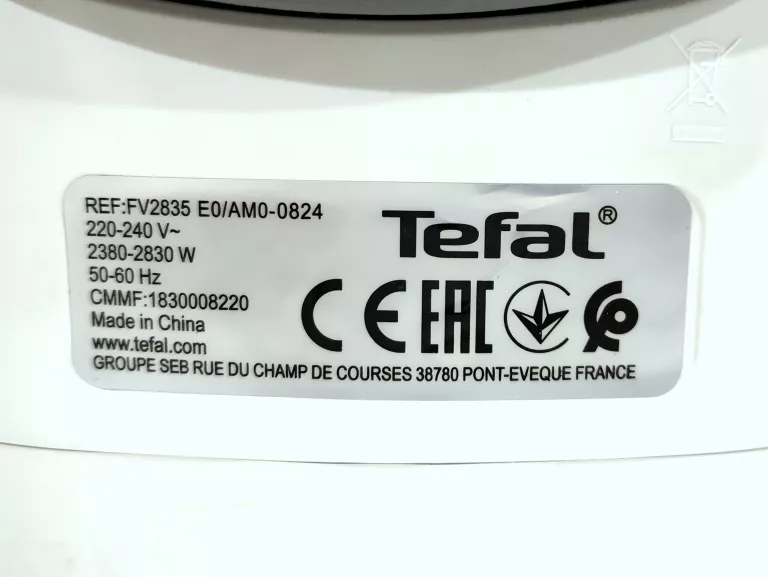 REF:FV2835 E0/AM0-0824
220-240 V~
2380-2830 W
50-60 Hz
CMMF:1830008220
Made in China
www.tefal.com
GROUPE SEB RUE DU CHAMP DE COURSES 38780 PONT-EVEQUE FRANCE
Tefal®
CE EAC